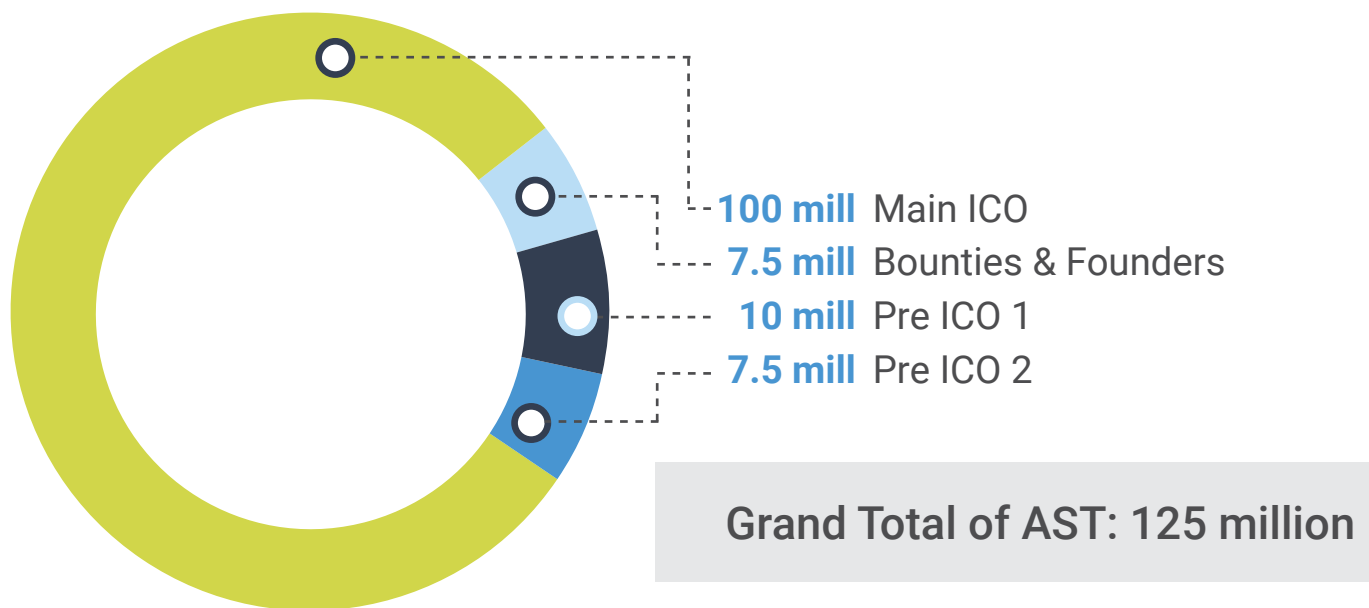 100 mill Main ICO
7.5 mill Bounties & Founders
10 mill Pre ICO 1
7.5 mill Pre ICO 2
Grand Total of AST: 125 million